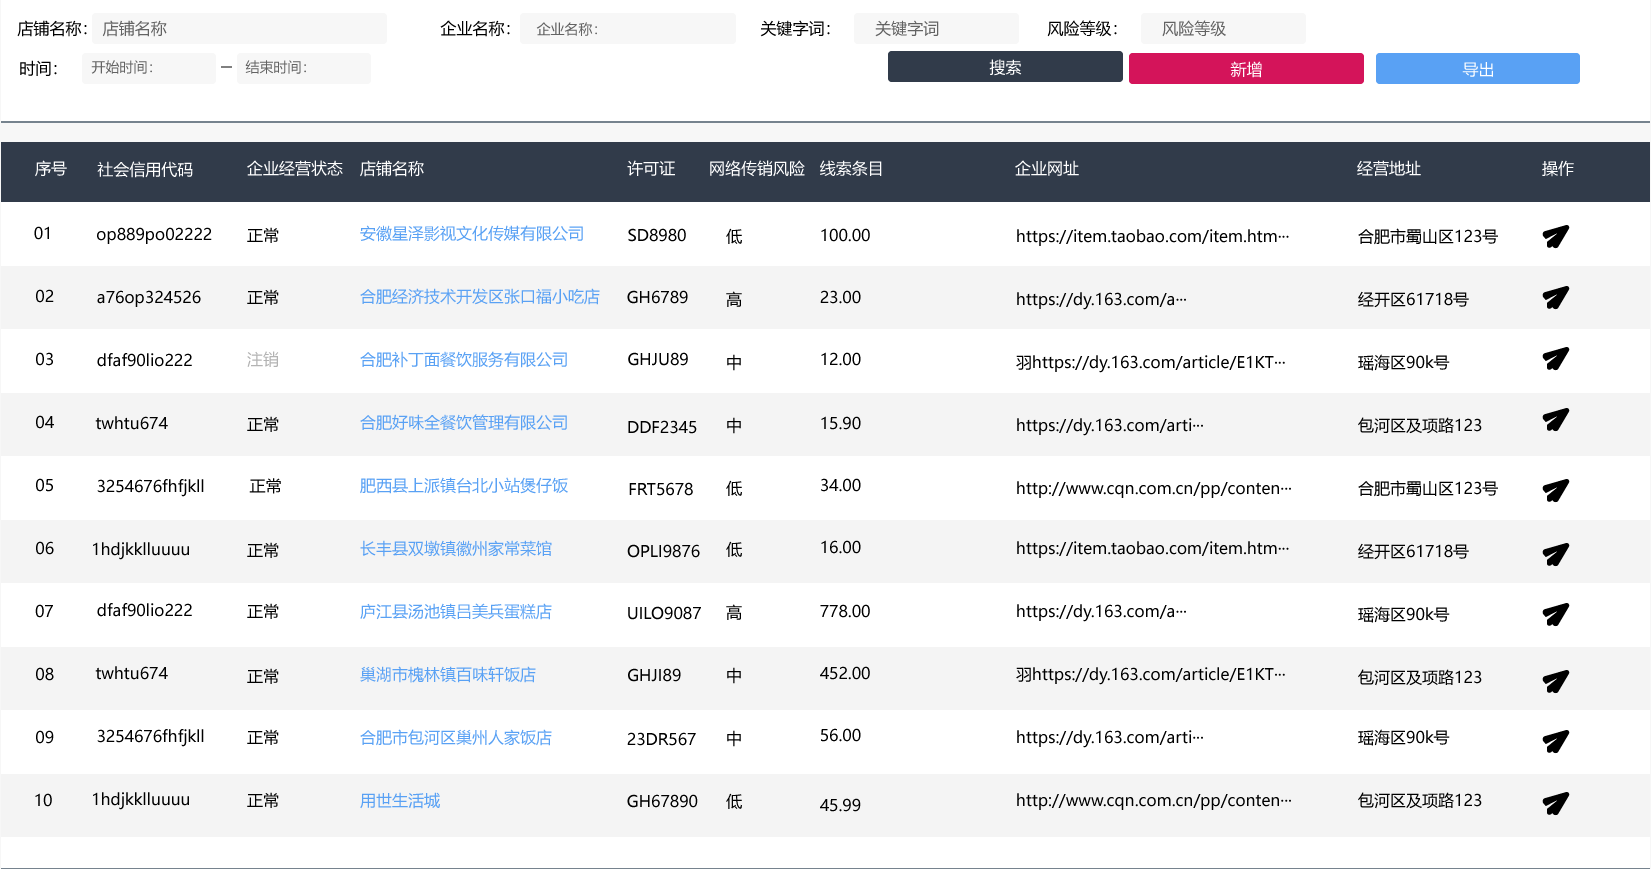 店铺名称： 店铺名称 企业名称： 企业名称： 关键字词： 关键字词 风险等级： 风险等级
时间： 开始时间： — 结束时间： 搜索 新增 导出
序号 社会信用代码 企业经营状态 店铺名称 许可证 网络传销风险 线索条目 企业网址 经营地址 操作
01 op889po02222 正常 安徽星泽影视文化传媒有限公司 SD8980 低 100.00 https://item.taobao.com/item.htm··· 合肥市蜀山区123号
02 a76op324526 正常 合肥经济技术开发区张口福小吃店 GH6789 高 23.00 https://dy.163.com/a··· 经开区61718号
03 dfaf90lio222 注销 合肥补丁面餐饮服务有限公司 GHJU89 中 12.00 羽https://dy.163.com/article/E1KT··· 瑶海区90k号
04 twhtu674 正常 合肥好味全餐饮管理有限公司 DDF2345 中 15.90 https://dy.163.com/arti··· 包河区及项路123
05 3254676fhfjkll 正常 肥西县上派镇台北小站煲仔饭 FRT5678 低 34.00 http://www.cqn.com.cn/pp/conten··· 合肥市蜀山区123号
06 1hdjkklluuuu 正常 长丰县双墩镇徽州家常菜馆 OPLI9876 低 16.00 https://item.taobao.com/item.htm··· 经开区61718号
07 dfaf90lio222 正常 庐江县汤池镇吕美兵蛋糕店 UILO9087 高 778.00 https://dy.163.com/a··· 瑶海区90k号
08 twhtu674 正常 巢湖市槐林镇百味轩饭店 GHJI89 中 452.00 羽https://dy.163.com/article/E1KT··· 包河区及项路123
09 3254676fhfjkll 正常 合肥市包河区巢州人家饭店 23DR567 中 56.00 https://dy.163.com/arti··· 瑶海区90k号
10 1hdjkklluuuu 正常 用世生活城 GH67890 低 45.99 http://www.cqn.com.cn/pp/conten··· 包河区及项路123